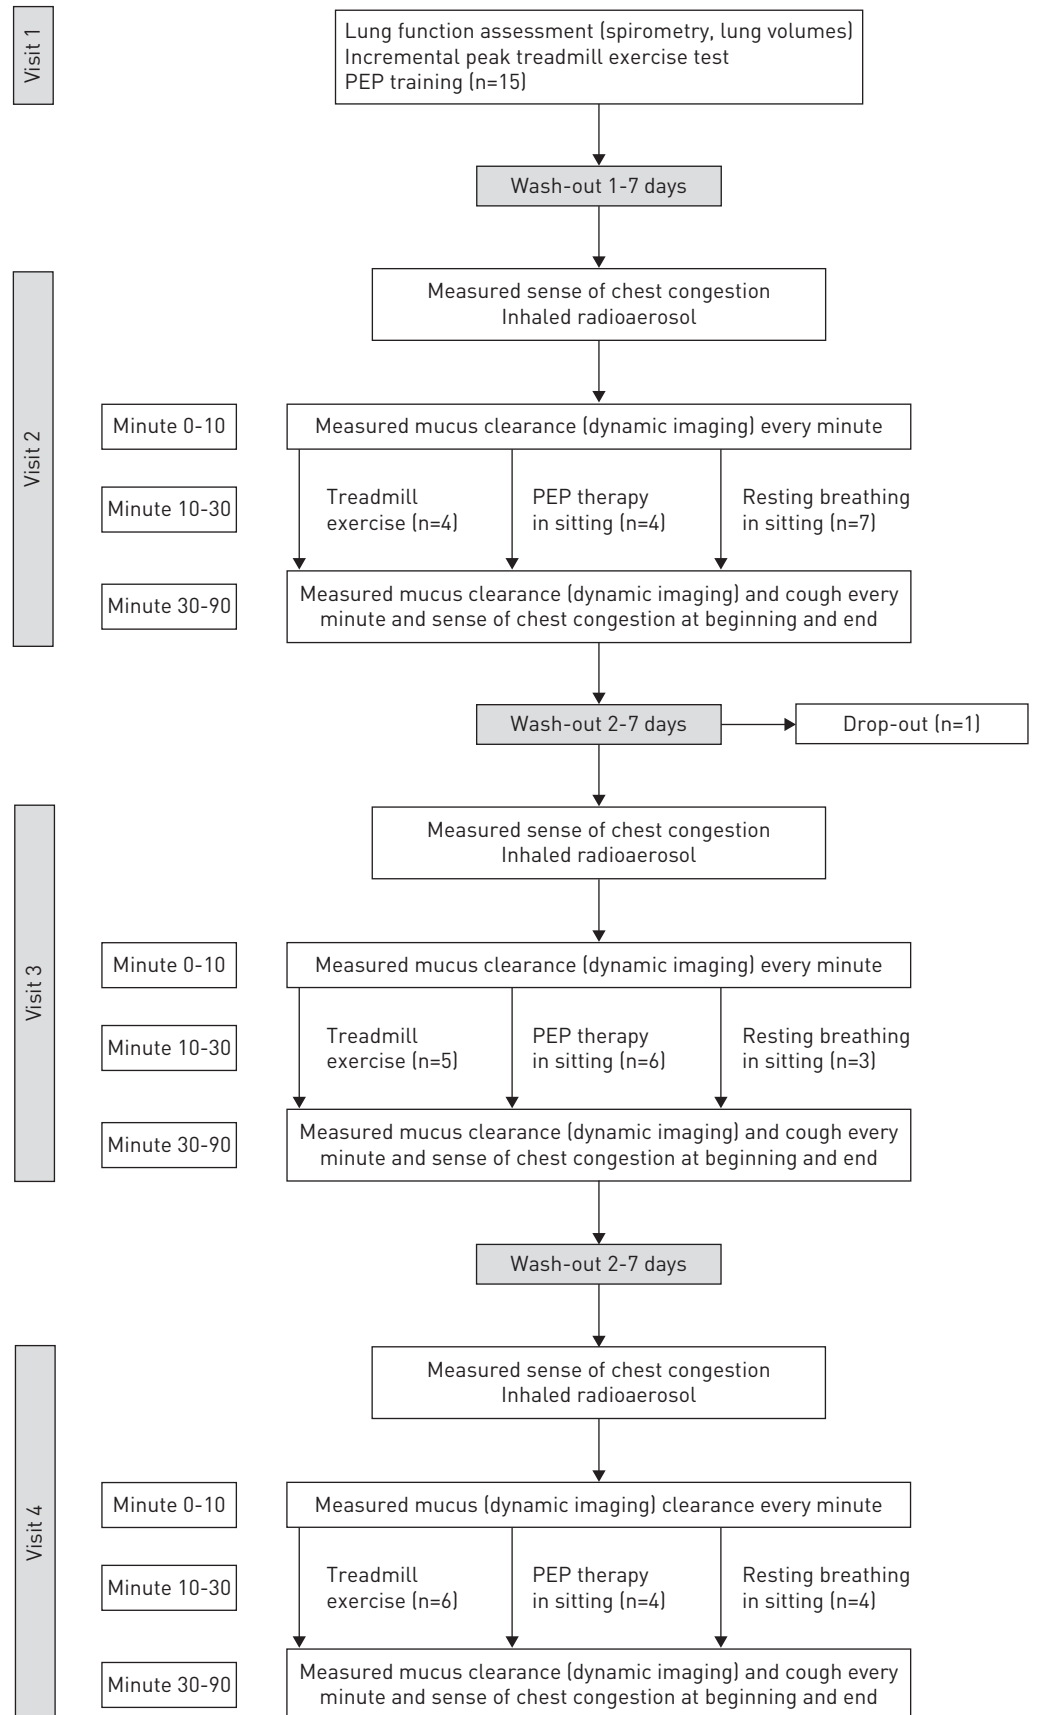 Visit 1
Lung function assessment (spirometry, lung volumes)
Incremental peak treadmill exercise test
PEP training (n=15)
Wash-out 1-7 days
Visit 2
Measured sense of chest congestion
Inhaled radioaerosol
Minute 0-10
Measured mucus clearance (dynamic imaging) every minute
Minute 10-30
Treadmill
exercise (n=4)
PEP therapy
in sitting (n=4)
Resting breathing
in sitting (n=7)
Minute 30-90
Measured mucus clearance (dynamic imaging) and cough every
minute and sense of chest congestion at beginning and end
Wash-out 2-7 days
Drop-out (n=1)
Visit 3
Measured sense of chest congestion
Inhaled radioaerosol
Minute 0-10
Measured mucus clearance (dynamic imaging) every minute
Minute 10-30
Treadmill
exercise (n=5)
PEP therapy
in sitting (n=6)
Resting breathing
in sitting (n=3)
Minute 30-90
Measured mucus clearance (dynamic imaging) and cough every
minute and sense of chest congestion at beginning and end
Wash-out 2-7 days
Visit 4
Measured sense of chest congestion
Inhaled radioaerosol
Minute 0-10
Measured mucus (dynamic imaging) clearance every minute
Minute 10-30
Treadmill
exercise (n=6)
PEP therapy
in sitting (n=4)
Resting breathing
in sitting (n=4)
Minute 30-90
Measured mucus clearance (dynamic imaging) and cough every
minute and sense of chest congestion at beginning and end